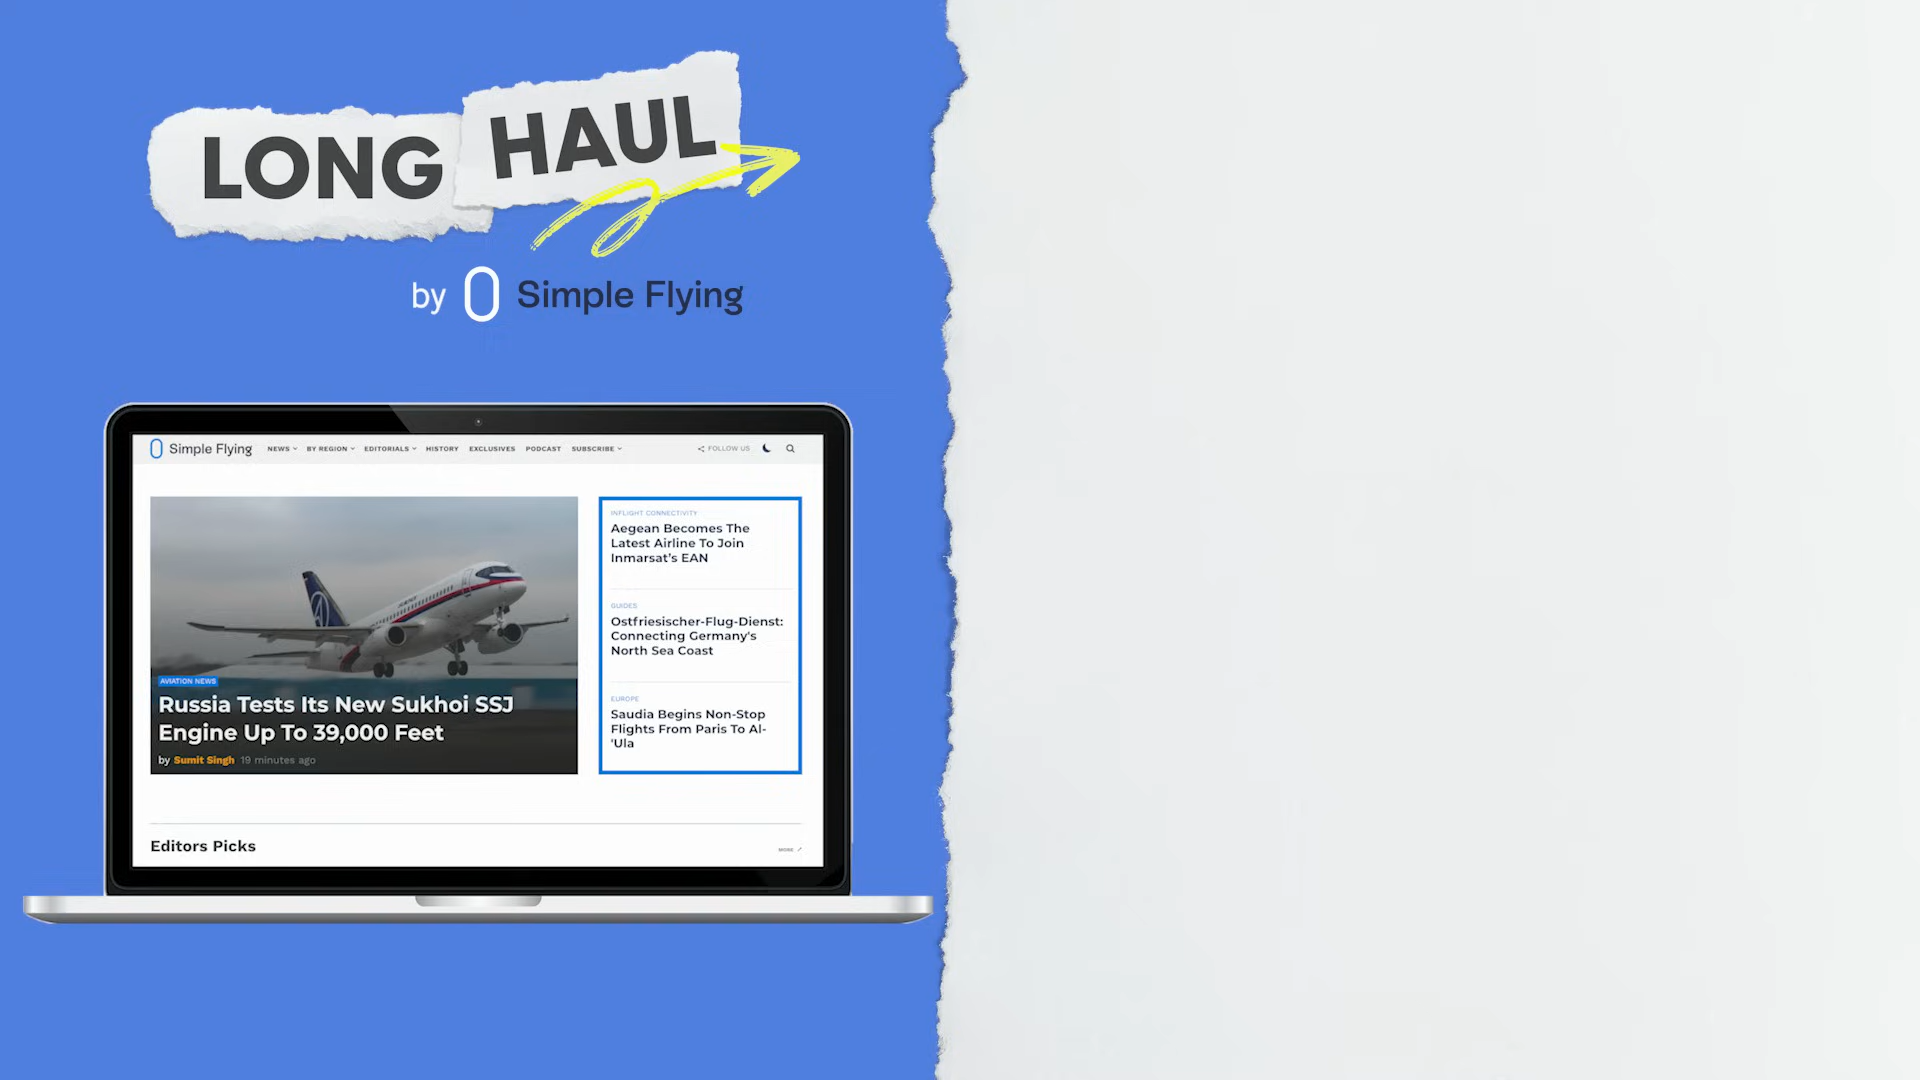 LONG HAUL
by Simple Flying
Simple Flying NEWS BY REGION EDITORIALS HISTORY EXCLUSIVES PODCAST SUBSCRIBE FOLLOW US
AVIATION NEWS
Russia Tests Its New Sukhoi SSJ
Engine Up To 39,000 Feet
by Sumit Singh 19 minutes ago
INFLIGHT CONNECTIVITY
Aegean Becomes The
Latest Airline To Join
Inmarsat's EAN
GUIDES
Ostfriesischer-Flug-Dienst:
Connecting Germany's
North Sea Coast
EUROPE
Saudia Begins Non-Stop
Flights From Paris To Al-
'Ula
Editors Picks
MORE